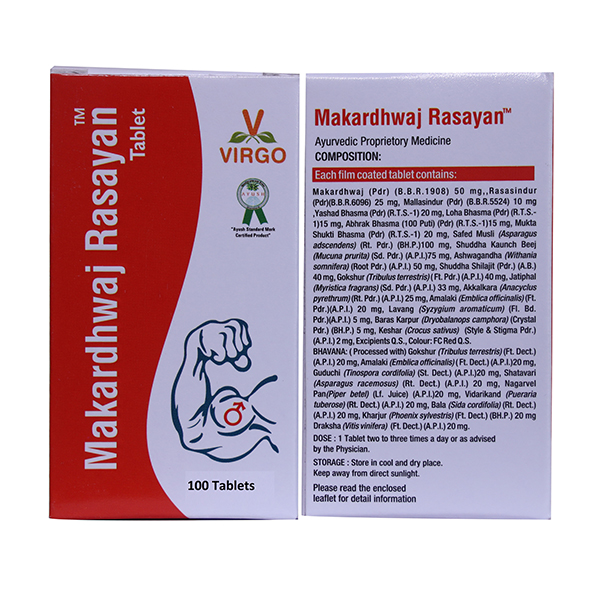 Makardhwaj Rasayan™
Tablet
VIRGO
AYUSH
"Ayush Standard Mark
Certified Product"
100 Tablets
Makardhwaj Rasayan™
Ayurvedic Proprietory Medicine
COMPOSITION:
Each film coated tablet contains:
Makardhwaj (Pdr) (B.B.R.1908) 50 mg,,Rasasindur
(Pdr)(B.B.R.6096) 25 mg, Mallasindur (Pdr) (B.B.R.5524) 10 mg
,Yashad Bhasma (Pdr) (R.T.S.-1) 20 mg, Loha Bhesma (Pdr) (R.T.S.
-1)15 mg, Abhrak Bhasma (100 Puti) (Pdr) (R.T.S.-1)15 mg, Mukta
Shukti Bhasma (Pdr) (R.T.S.-1) 20 mg, Safed Musli (Asparagus
adscendens) (Rt. Pdr.) (BH.P.)100 mg, Shuddha Kaunch Beej
(Mucuna prurita) (Sd. Pdr.) (A.P.I.)75 mg, Ashwagandha (Withania
somnifera) (Root Pdr.) (A.P.I.) 50 mg, Shuddha Shilajit (Pdr.) (A.B.)
40 mg, Gokshur (Tribulus terrestris) (Ft. Pdr.) (A.P.I.) 40 mg, Jatiphal
(Myristica fragrans) (Sd. Pdr.) (A.P.I.) 33 mg, Akkalkara (Anacyclus
pyrethrum) (Rt. Pdr.) (A.P.I.) 25 mg, Amalaki (Emblica officinalis) (Ft.
Pdr.)(A.P.I.) 20 mg, Lavang (Syzygium aromaticum) (Fl. Bd.
Pdr.)(A.P.I.) 5 mg, Baras Karpur (Dryobalanops camphora) (Crystal
Pdr.) (BH.P.) 5 mg, Keshar (Crocus sativus) (Style & Stigma Pdr.)
(A.P.I.) 2 mg, Excipients Q.S., Colour: FC Red Q.S.
BHAVANA: ( Processed with) Gokshur (Tribulus terrestris) (Ft. Dect.)
(A.P.I.) 20 mg, Amalaki (Emblica officinalis) ( Ft. Dect.) (A.P.I.)20 mg,
Guduchi (Tinospora cordifolia) (St. Dect.) (A.P.I.)20 mg, Shatavari
(Asparagus racemosus) (Rt. Dect.) (A.P.I.) 20 mg, Nagarvel
Pan(Piper betel) (Lf. Juice) (A.P.I.)20 mg, Vidarikand (Pueraria
tuberose) (Rt. Dect.) (A.P.I.) 20 mg, Bala (Sida cordifolia) (Rt. Dect.)
(A.P.I.) 20 mg, Kharjur (Phoenix sylvestris) (Ft. Dect.) (BH.P.) 20 mg
Draksha (Vitis vinifera) (Ft. Dect.) (A.P.I.) 20 mg.
DOSE : 1 Tablet two to three times a day or as advised
by the Physician.
STORAGE : Store in cool and dry place.
Keep away from direct sunlight.
Please read the enclosed
leaflet for detail information